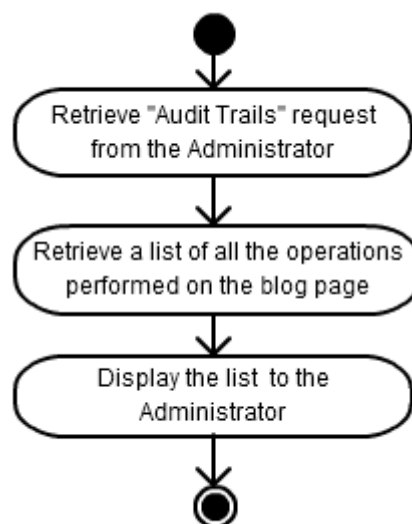 Retrieve "Audit Trails" request
from the Administrator
Retrieve a list of all the operations
performed on the blog page
Display the list to the
Administrator